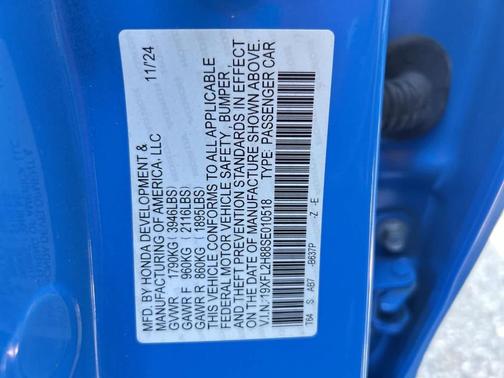 MFD. BY HONDA DEVELOPMENT & 11/'24
MANUFACTURING OF AMERICA, LLC
GVWR 1790KG (3946LBS)
GAWR F 960KG (2116LBS)
GAWR R 860KG (1895LBS)
THIS VEHICLE CONFORMS TO ALL APPLICABLE
FEDERAL MOTOR VEHICLE SAFETY, BUMPER,
AND THEFT PREVENTION STANDARDS IN EFFECT
ON THE DATE OF MANUFACTURE SHOWN ABOVE.
V.I.N.: 19XFL2H88SE010518 TYPE: PASSENGER CAR
T64 S AB7 -B637P -Z -E